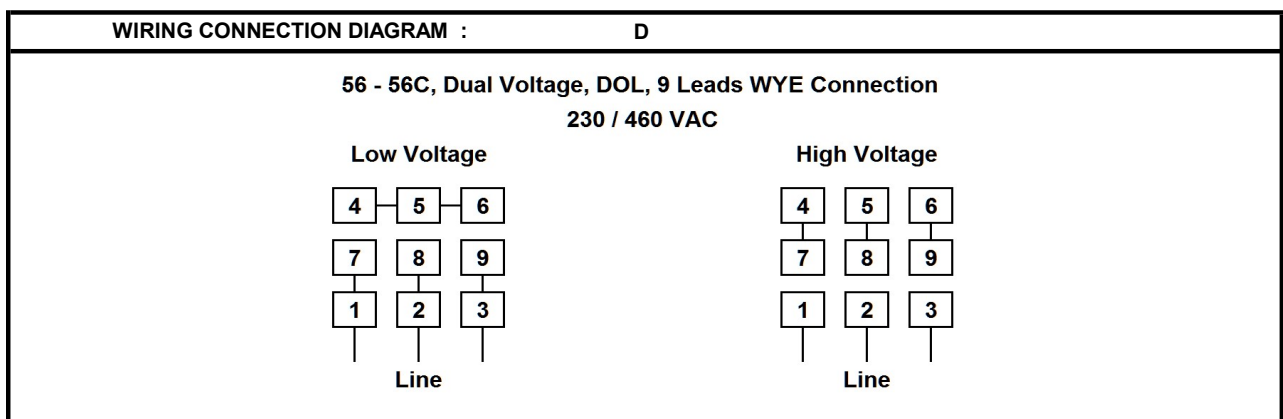 WIRING CONNECTION DIAGRAM : D
56 - 56C, Dual Voltage, DOL, 9 Leads WYE Connection
230 / 460 VAC
Low Voltage
4 5 6
7 8 9
1 2 3
Line
High Voltage
4 5 6
7 8 9
1 2 3
Line